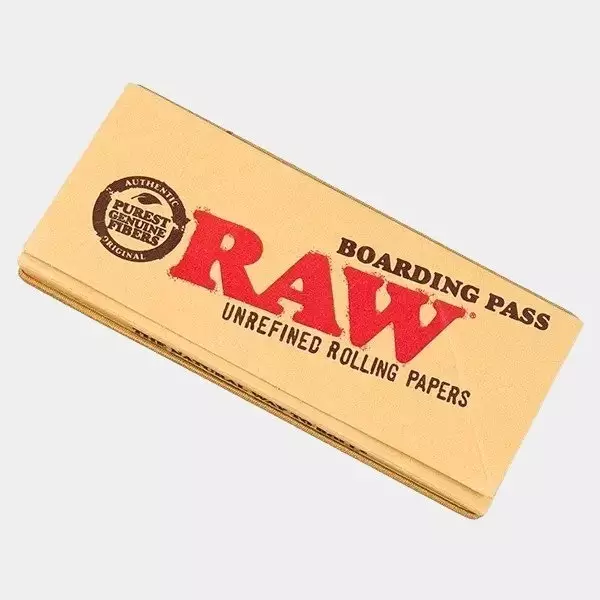 AUTHENTIC
PUREST
GENUINE
FIBERS
ORIGINAL
BOARDING PASS
RAW®
UNREFINED ROLLING PAPERS